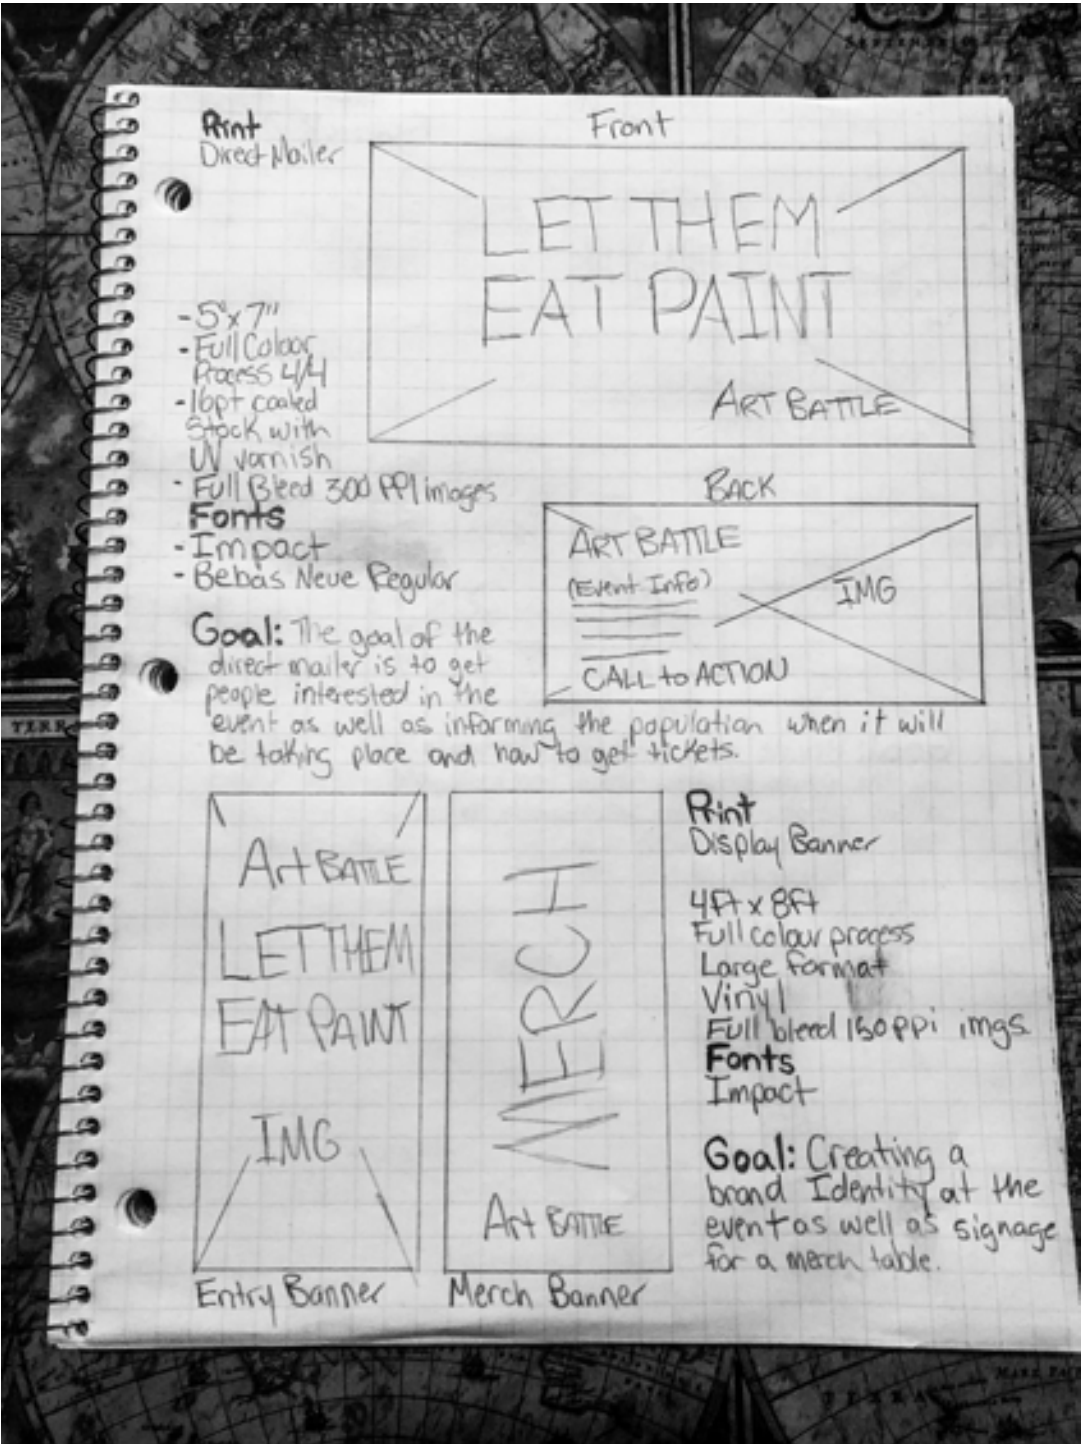 Print
Direct Mailer
- 5"x 7"
- Full Colour
Process 4/4
- 16pt coated
Stock with
UV varnish
- Full Bleed 300 PPI images
Fonts
- Impact
- Bebas Neue Regular
Front
LET THEM
EAT PAINT
ART BATTLE
BACK
ART BATTLE
(Event Info)
CALL to ACTION
IMG
Goal: The goal of the
direct mailer is to get
people interested in the
event as well as informing the population when it will
be taking place and how to get tickets.
Art BATTLE
LET THEM
EAT PAINT
IMG
Entry Banner
MERCH
Art BATTLE
Merch Banner
Print
Display Banner
4Ft x 8Ft
Full colour process
Large format
Vinyl
Full bleed 150 ppi imgs
Fonts
Impact
Goal: Creating a
brand Identity at the
event as well as signage
for a merch table.
TERR